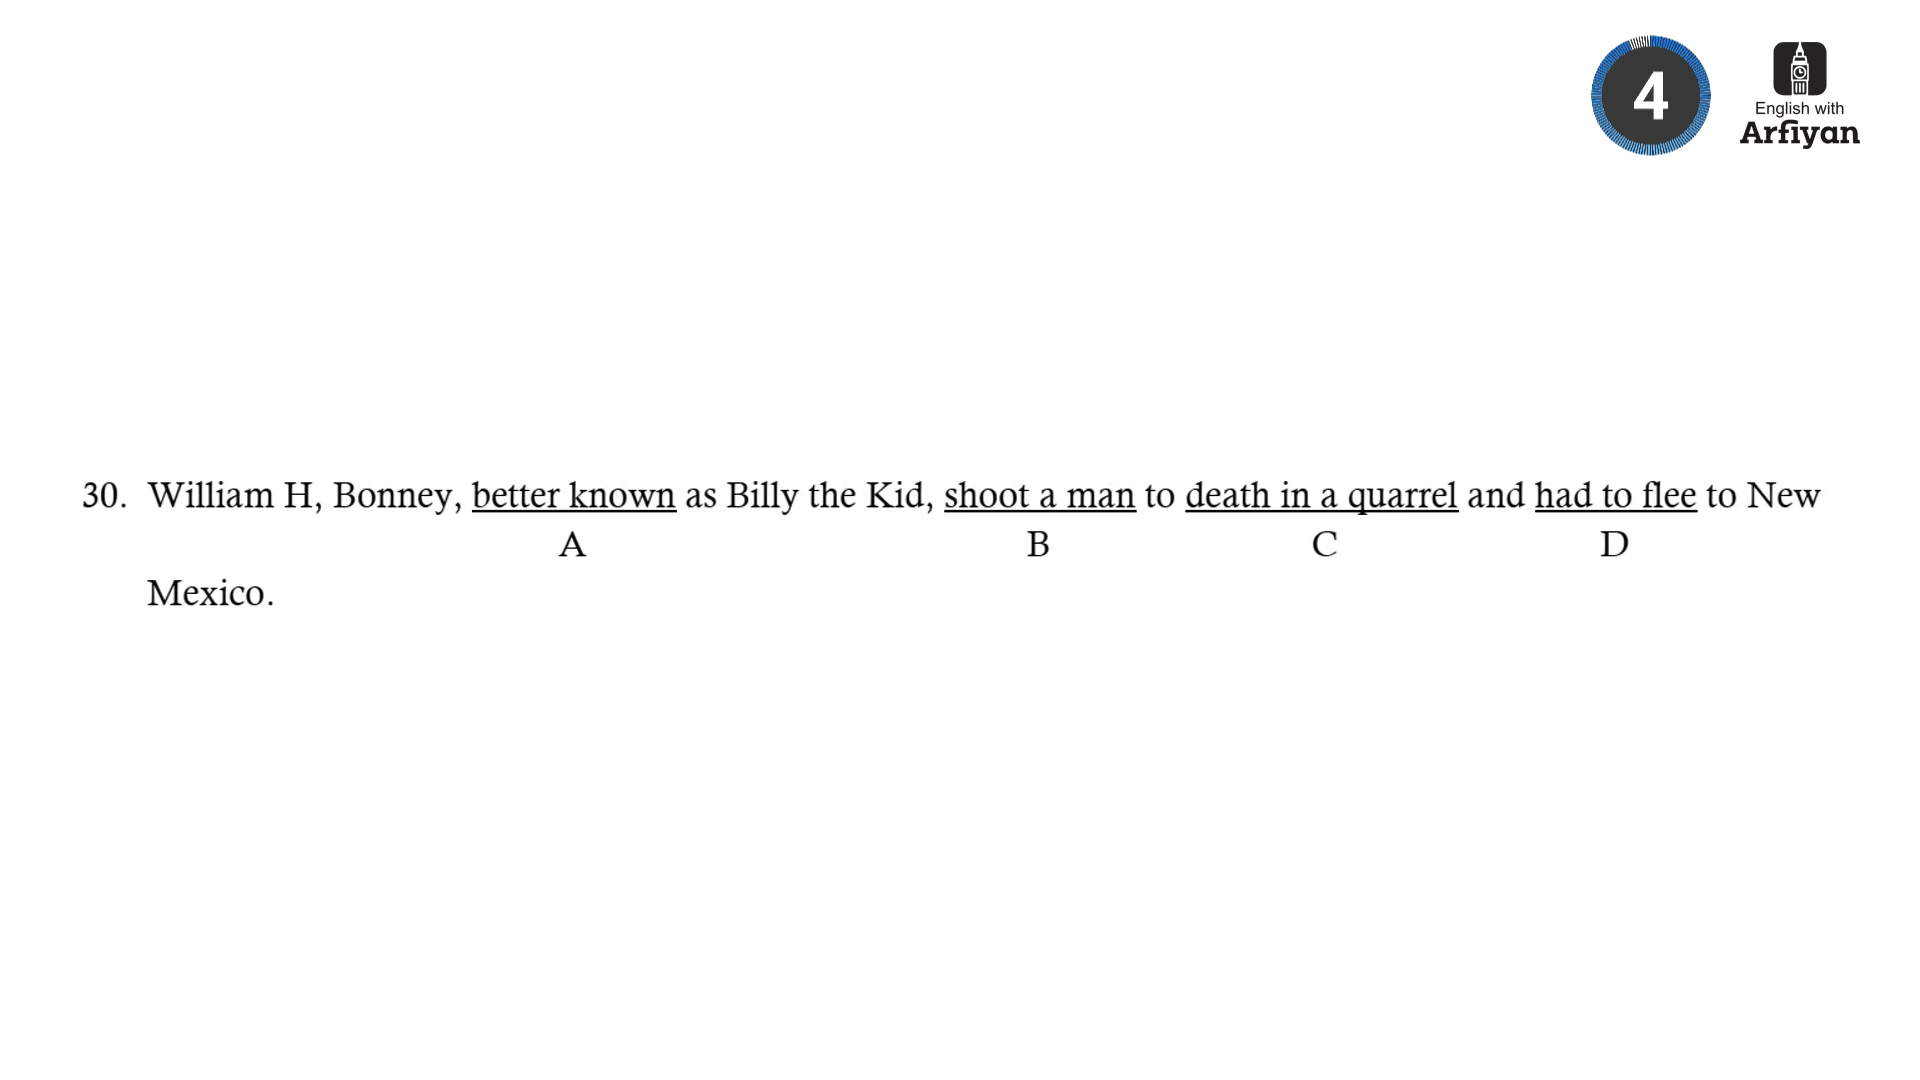 4
English with
Arfiyan
30. William H, Bonney, better known as Billy the Kid, shoot a man to death in a quarrel and had to flee to New
A B C D
Mexico.